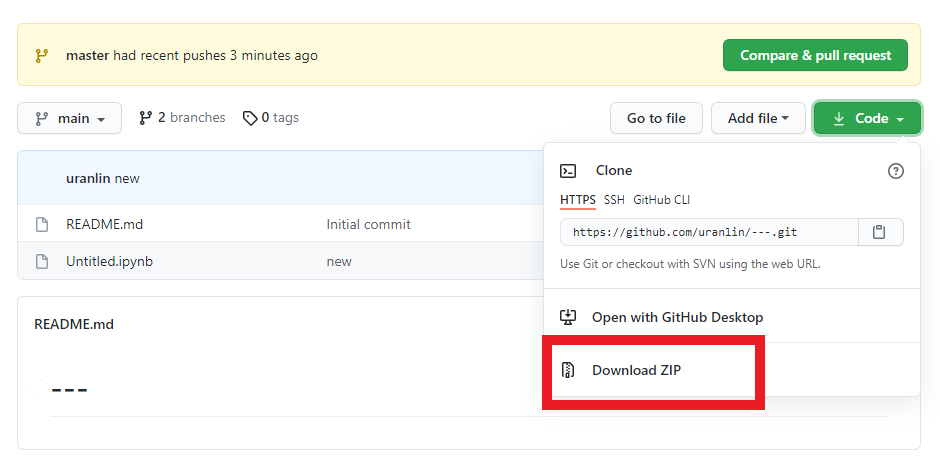 master had recent pushes 3 minutes ago Compare & pull request
main 2 branches 0 tags Go to file Add file Code
uranlin new
README.md Initial commit
Untitled.ipynb new
Clone
HTTPS SSH GitHub CLI
https://github.com/uranlin/---.git
Use Git or checkout with SVN using the web URL.
Open with GitHub Desktop
Download ZIP
README.md
---